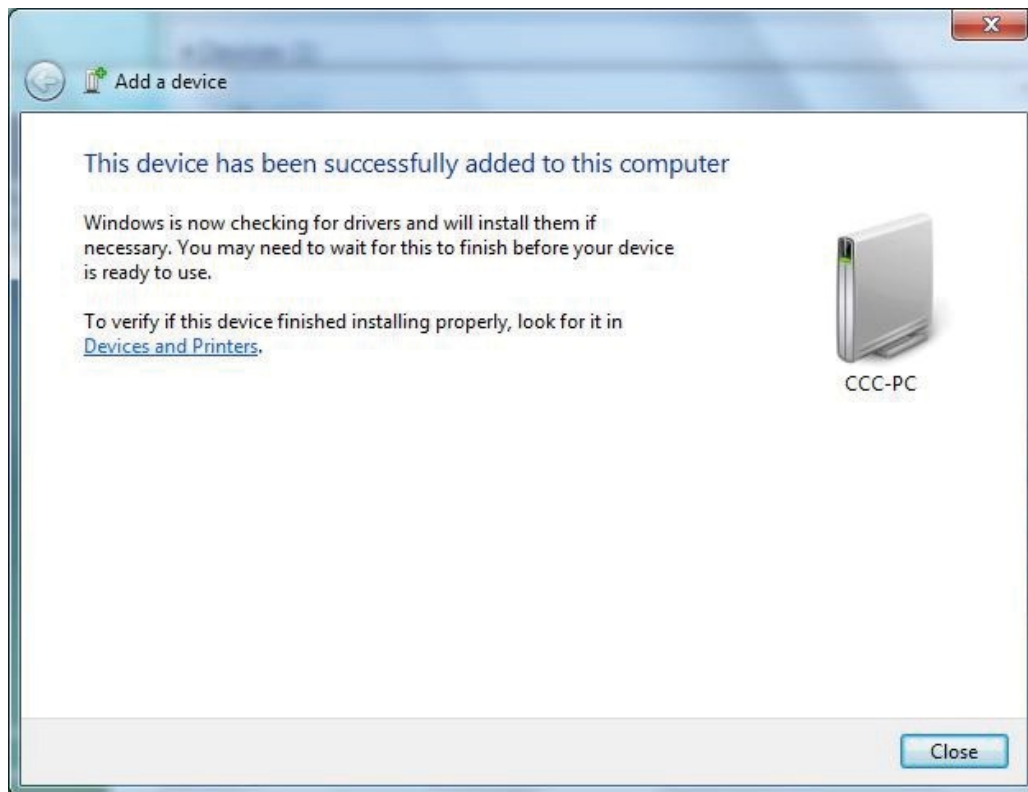 Add a device
This device has been successfully added to this computer
Windows is now checking for drivers and will install them if
necessary. You may need to wait for this to finish before your device
is ready to use.
To verify if this device finished installing properly, look for it in
Devices and Printers.
CCC-PC
Close